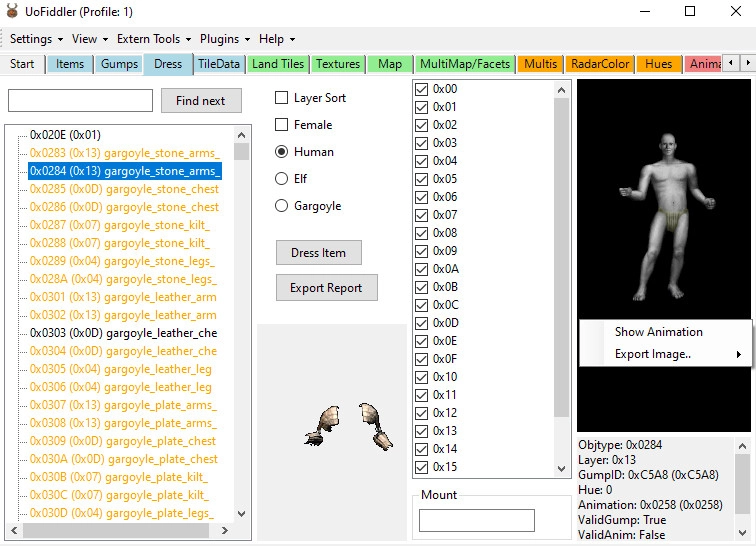 UoFiddler (Profile: 1)
Settings View Extern Tools Plugins Help
Start Items Gumps Dress TileData Land Tiles Textures Map MultiMap/Facets Multis RadarColor Hues Anima
Find next
0x020E (0x01)
0x0283 (0x13) gargoyle_stone_arms_
0x0284 (0x13) gargoyle_stone_arms_
0x0285 (0x0D) gargoyle_stone_chest
0x0286 (0x0D) gargoyle_stone_chest
0x0287 (0x07) gargoyle_stone_kilt_
0x0288 (0x07) gargoyle_stone_kilt_
0x0289 (0x04) gargoyle_stone_legs_
0x028A (0x04) gargoyle_stone_legs_
0x0301 (0x13) gargoyle_leather_arm
0x0302 (0x13) gargoyle_leather_arm
0x0303 (0x0D) gargoyle_leather_che
0x0304 (0x0D) gargoyle_leather_che
0x0305 (0x04) gargoyle_leather_leg
0x0306 (0x04) gargoyle_leather_leg
0x0307 (0x13) gargoyle_plate_arms_
0x0308 (0x13) gargoyle_plate_arms_
0x0309 (0x0D) gargoyle_plate_chest
0x030A (0x0D) gargoyle_plate_chest
0x030B (0x07) gargoyle_plate_kilt_
0x030C (0x07) gargoyle_plate_kilt_
0x030D (0x04) gargoyle_plate_legs_
Layer Sort
Female
Human
Elf
Gargoyle
Dress Item
Export Report
0x00
0x01
0x02
0x03
0x04
0x05
0x06
0x07
0x08
0x09
0x0A
0x0B
0x0C
0x0D
0x0E
0x0F
0x10
0x11
0x12
0x13
0x14
0x15
Mount
Show Animation
Export Image..
Objtype: 0x0284
Layer: 0x13
GumpID: 0xC5A8 (0xC5A8)
Hue: 0
Animation: 0x0258 (0x0258)
ValidGump: True
ValidAnim: False